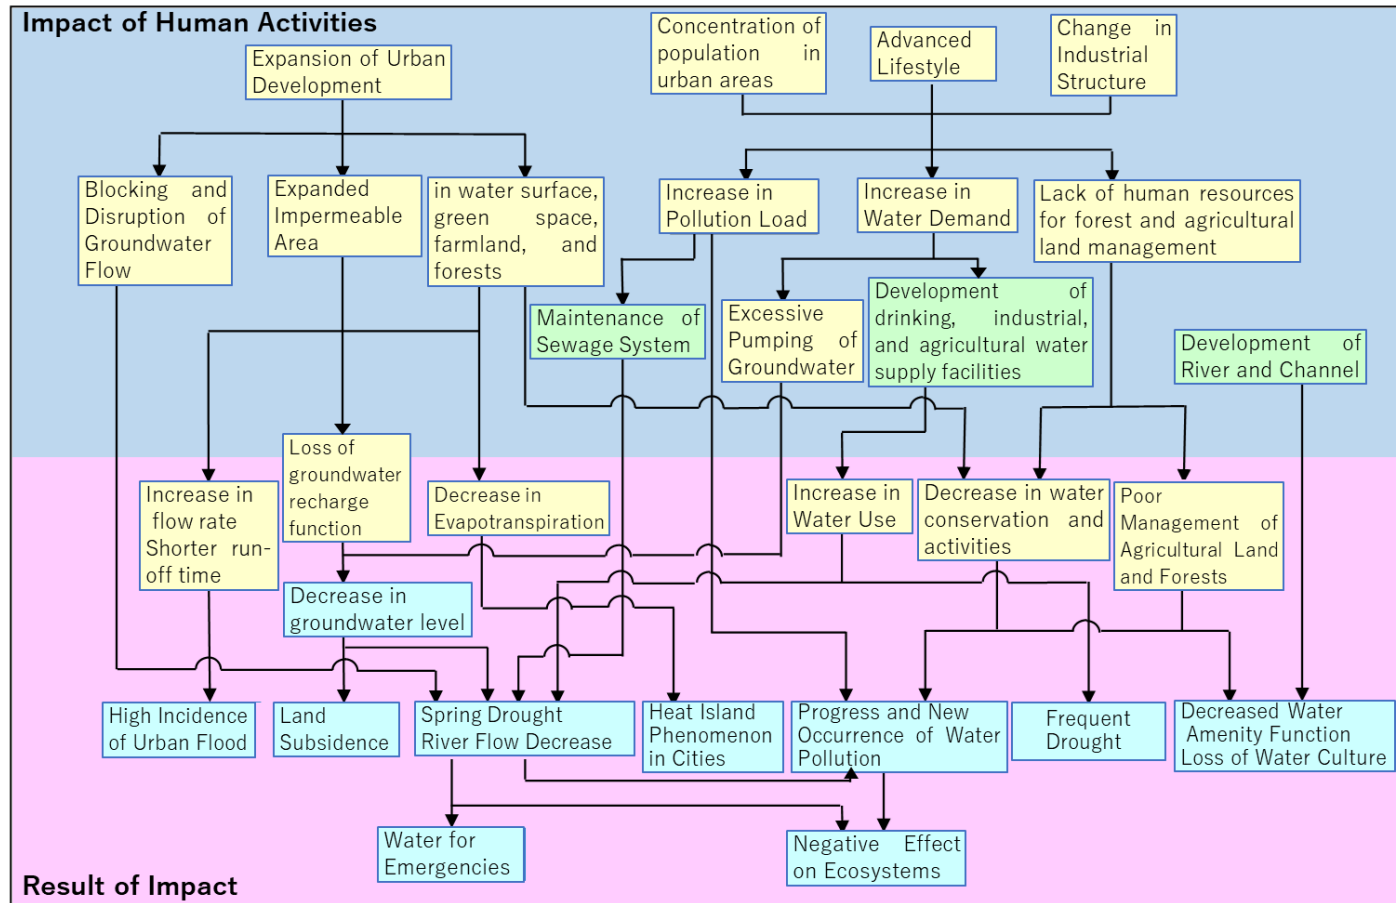 Impact of Human Activities
Expansion of Urban
Development
Concentration of
population in
urban areas
Advanced
Lifestyle
Change in
Industrial
Structure
Blocking and
Disruption of
Groundwater
Flow
Expanded
Impermeable
Area
in water surface,
green space,
farmland, and
forests
Increase in
Pollution Load
Increase in
Water Demand
Lack of human resources
for forest and agricultural
land management
Maintenance of
Sewage System
Excessive
Pumping of
Groundwater
Development of
drinking, industrial,
and agricultural water
supply facilities
Development of
River and Channel
Increase in
flow rate
Shorter run-
off time
Loss of
groundwater
recharge
function
Decrease in
Evapotranspiration
Increase in
Water Use
Decrease in water
conservation and
activities
Poor
Management of
Agricultural Land
and Forests
Decrease in
groundwater level
High Incidence
of Urban Flood
Land
Subsidence
Spring Drought
River Flow Decrease
Heat Island
Phenomenon
in Cities
Progress and New
Occurrence of Water
Pollution
Frequent
Drought
Decreased Water
Amenity Function
Loss of Water Culture
Water for
Emergencies
Negative Effect
on Ecosystems
Result of Impact